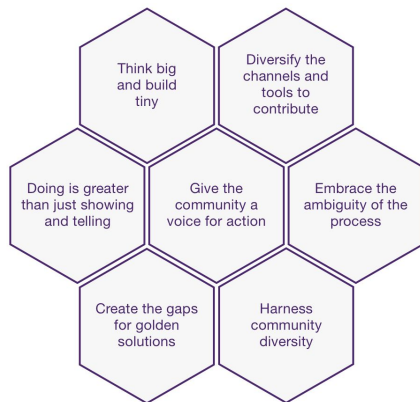 Think big
and build
tiny
Diversify the
channels and
tools to
contribute
Doing is greater
than just showing
and telling
Give the
community a
voice for action
Embrace the
ambiguity of the
process
Create the gaps
for golden
solutions
Harness
community
diversity